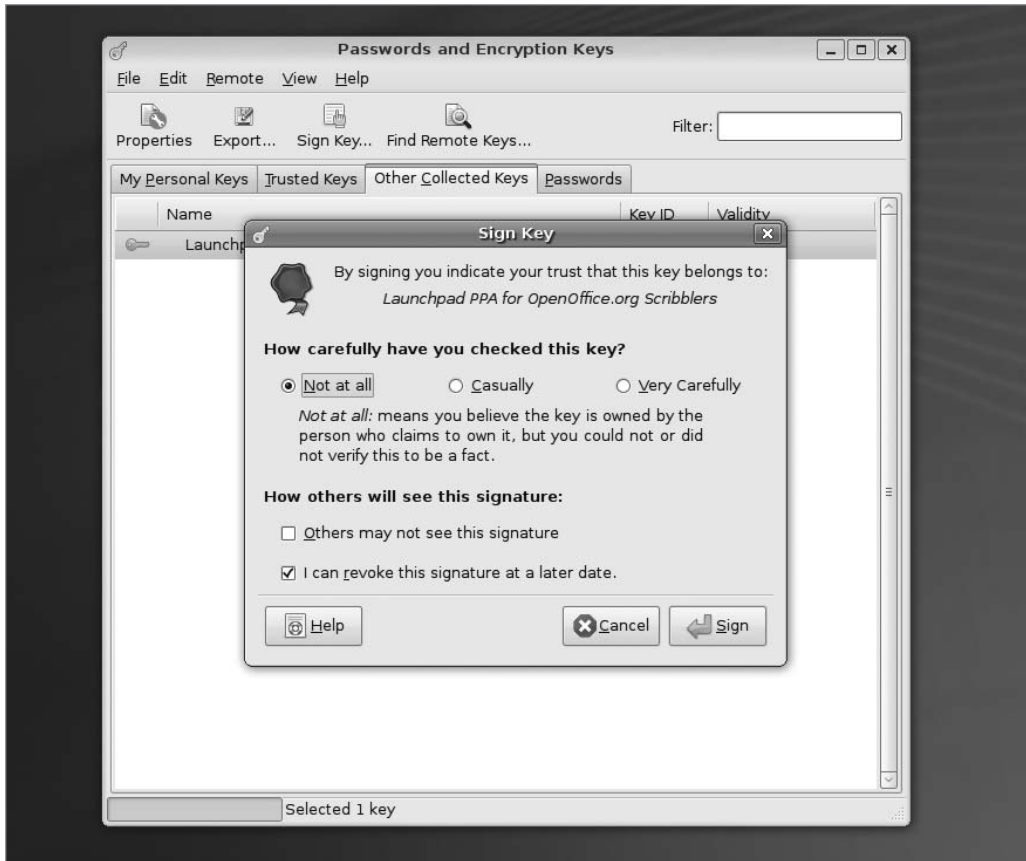 Passwords and Encryption Keys
File Edit Remote View Help
Properties Export... Sign Key... Find Remote Keys... Filter:
My Personal Keys Trusted Keys Other Collected Keys Passwords
Name Key ID Validity
Sign Key
By signing you indicate your trust that this key belongs to:
Launchpad PPA for OpenOffice.org Scribblers
How carefully have you checked this key?
Not at all Casually Very Carefully
Not at all: means you believe the key is owned by the
person who claims to own it, but you could not or did
not verify this to be a fact.
How others will see this signature:
Others may not see this signature
I can revoke this signature at a later date.
Help Cancel Sign
Selected 1 key